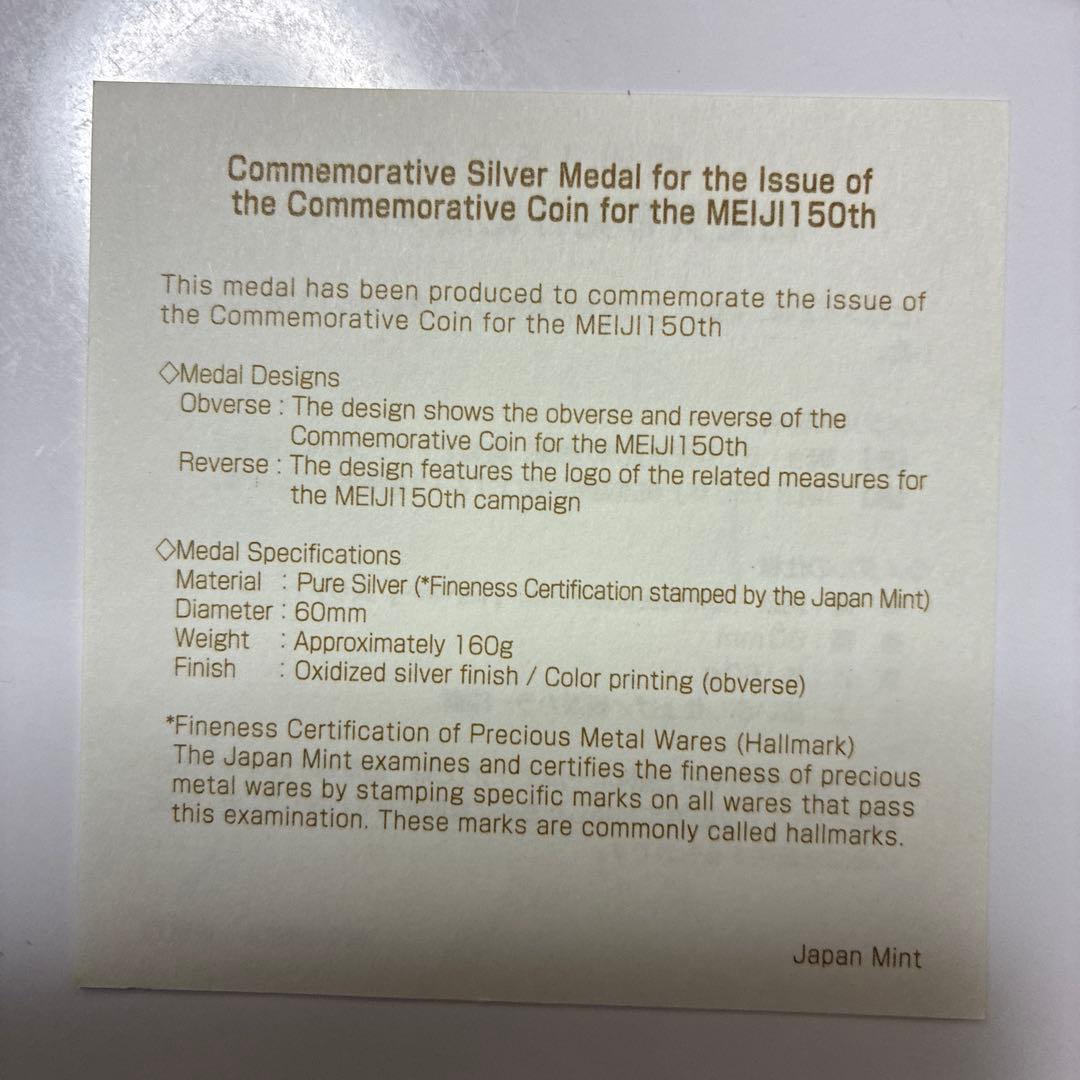 Commemorative Silver Medal for the Issue of
the Commemorative Coin for the MEIJI150th
This medal has been produced to commemorate the issue of
the Commemorative Coin for the MEIJI150th
◇Medal Designs
Obverse : The design shows the obverse and reverse of the
Commemorative Coin for the MEIJI150th
Reverse : The design features the logo of the related measures for
the MEIJI150th campaign
◇Medal Specifications
Material : Pure Silver (*Fineness Certification stamped by the Japan Mint)
Diameter : 60mm
Weight : Approximately 160g
Finish : Oxidized silver finish / Color printing (obverse)
*Fineness Certification of Precious Metal Wares (Hallmark)
The Japan Mint examines and certifies the fineness of precious
metal wares by stamping specific marks on all wares that pass
this examination. These marks are commonly called hallmarks.
Japan Mint